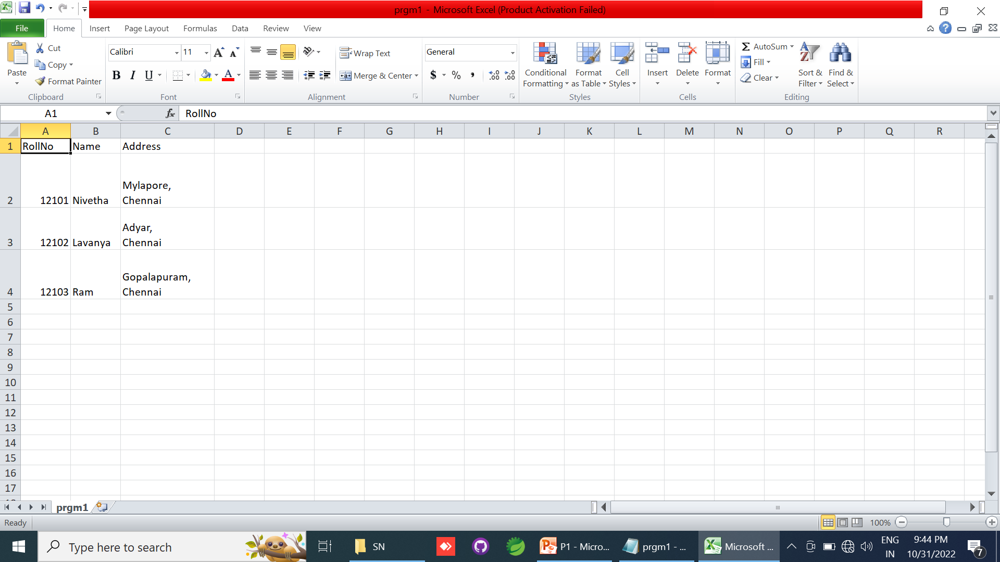 prgm1 - Microsoft Excel (Product Activation Failed)
File Home Insert Page Layout Formulas Data Review View
Paste
Cut
Copy
Format Painter
Clipboard
Calibri 11
B I U
Font
Wrap Text
Merge & Center
Alignment
General
$ % ,
Number
Conditional Formatting
Format as Table
Cell Styles
Styles
Insert Delete Format
Cells
AutoSum
Fill
Clear
Sort & Filter
Find & Select
Editing
A1 fx RollNo
A B C D E F G H I J K L M N O P Q R
1 RollNo Name Address
2 12101 Nivetha Mylapore,
Chennai
3 12102 Lavanya Adyar,
Chennai
4 12103 Ram Gopalapuram,
Chennai
5
6
7
8
9
10
11
12
13
14
15
16
17
prgm1
Ready 100%
Type here to search SN P1 - Micro... prgm1 - ... Microsoft ... ENG 9:44 PM
IN 10/31/2022 7